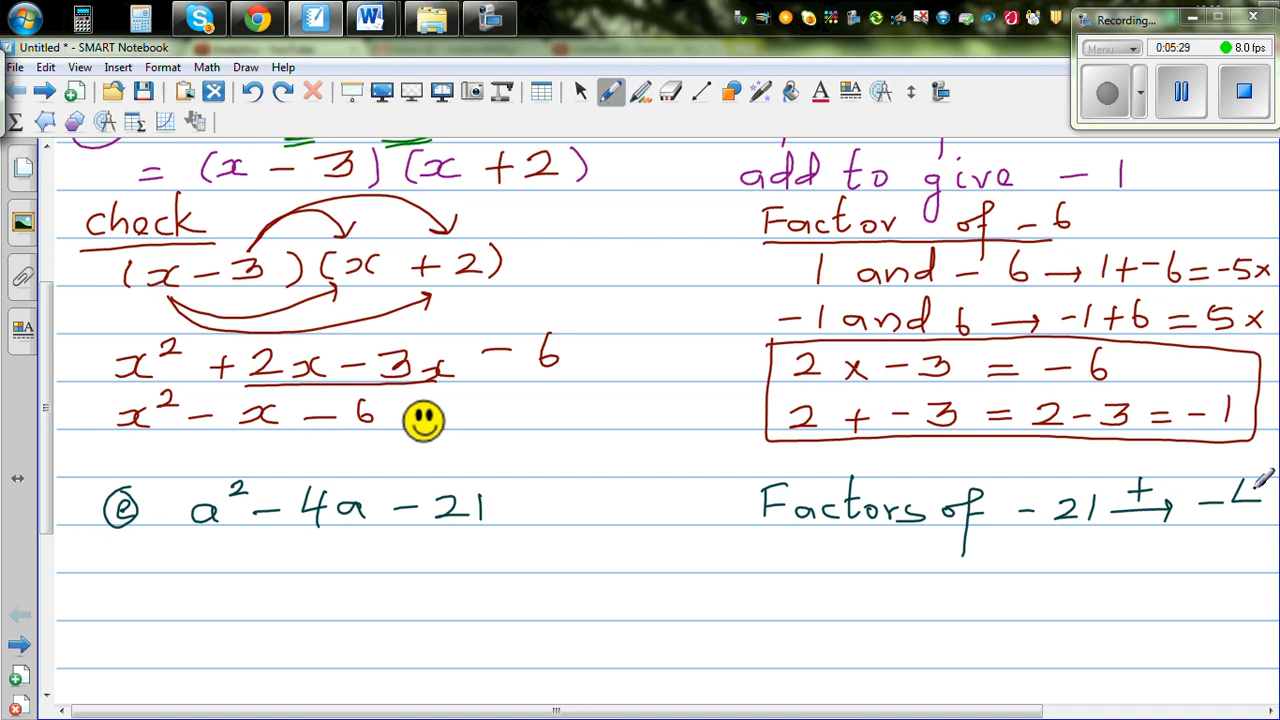 Untitled * - SMART Notebook
Recording...
Menu
0:05:29
8.0 fps
File Edit View Insert Format Math Draw Help
= (x - 3) (x + 2)
check
(x - 3) (x + 2)
x² + 2x - 3x - 6
x² - x - 6
add to give - 1
Factor of - 6
1 and - 6 → 1 + - 6 = -5 x
- 1 and 6 → -1 + 6 = 5 x
2 x - 3 = - 6
2 + - 3 = 2 - 3 = - 1
e a² - 4a - 21
Factors of - 21 + →